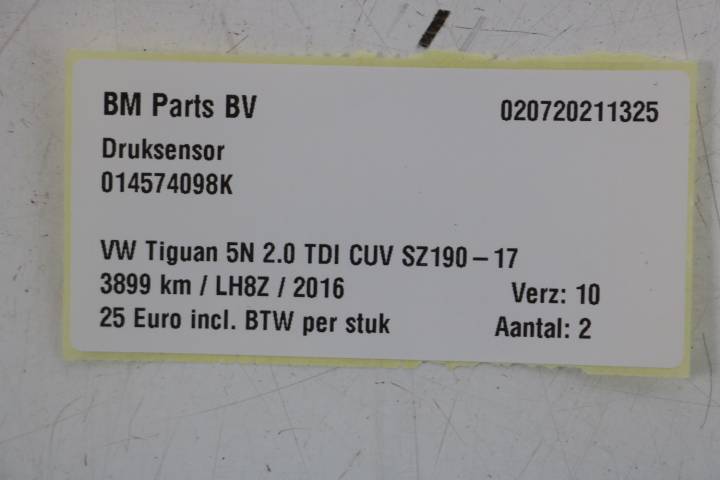 BM Parts BV 020720211325
Druksensor
014574098K
VW Tiguan 5N 2.0 TDI CUV SZ190-17
3899 km / LH8Z / 2016 Verz: 10
25 Euro incl. BTW per stuk Aantal: 2